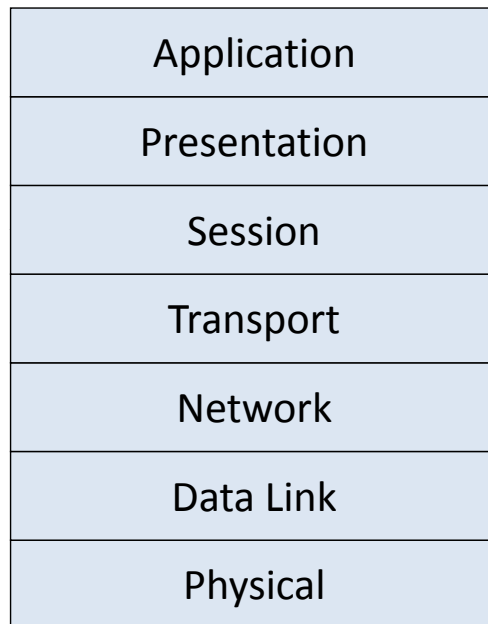 Application
Presentation
Session
Transport
Network
Data Link
Physical